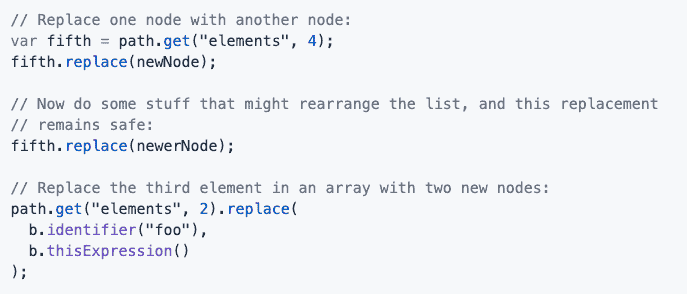 // Replace one node with another node:
var fifth = path.get("elements", 4);
fifth.replace(newNode);

// Now do some stuff that might rearrange the list, and this replacement
// remains safe:
fifth.replace(newerNode);

// Replace the third element in an array with two new nodes:
path.get("elements", 2).replace(
  b.identifier("foo"),
  b.thisExpression()
);